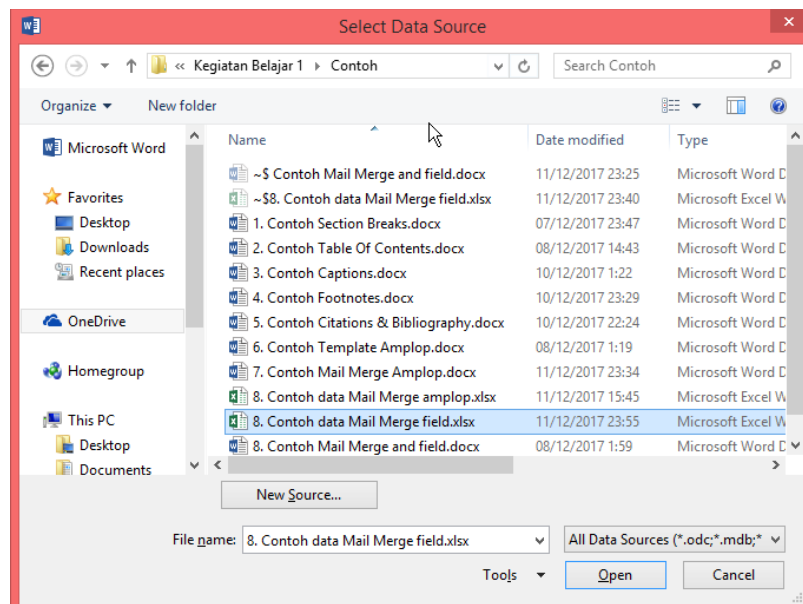 Select Data Source
« Kegiatan Belajar 1 Contoh
Search Contoh
Organize New folder
Name Date modified Type
Microsoft Word
Favorites
Desktop
Downloads
Recent places
OneDrive
Homegroup
This PC
Desktop
Documents
~$ Contoh Mail Merge and field.docx 11/12/2017 23:25 Microsoft Word D
~$8. Contoh data Mail Merge field.xlsx 11/12/2017 23:40 Microsoft Excel W
1. Contoh Section Breaks.docx 07/12/2017 23:47 Microsoft Word D
2. Contoh Table Of Contents.docx 08/12/2017 14:43 Microsoft Word D
3. Contoh Captions.docx 10/12/2017 1:22 Microsoft Word D
4. Contoh Footnotes.docx 10/12/2017 23:29 Microsoft Word D
5. Contoh Citations & Bibliography.docx 10/12/2017 22:24 Microsoft Word D
6. Contoh Template Amplop.docx 08/12/2017 1:19 Microsoft Word D
7. Contoh Mail Merge Amplop.docx 11/12/2017 23:34 Microsoft Word D
8. Contoh data Mail Merge amplop.xlsx 11/12/2017 15:45 Microsoft Excel W
8. Contoh data Mail Merge field.xlsx 11/12/2017 23:55 Microsoft Excel W
8. Contoh Mail Merge and field.docx 08/12/2017 1:59 Microsoft Word D
New Source...
File name: 8. Contoh data Mail Merge field.xlsx All Data Sources (*.odc;*.mdb;*
Tools Open Cancel